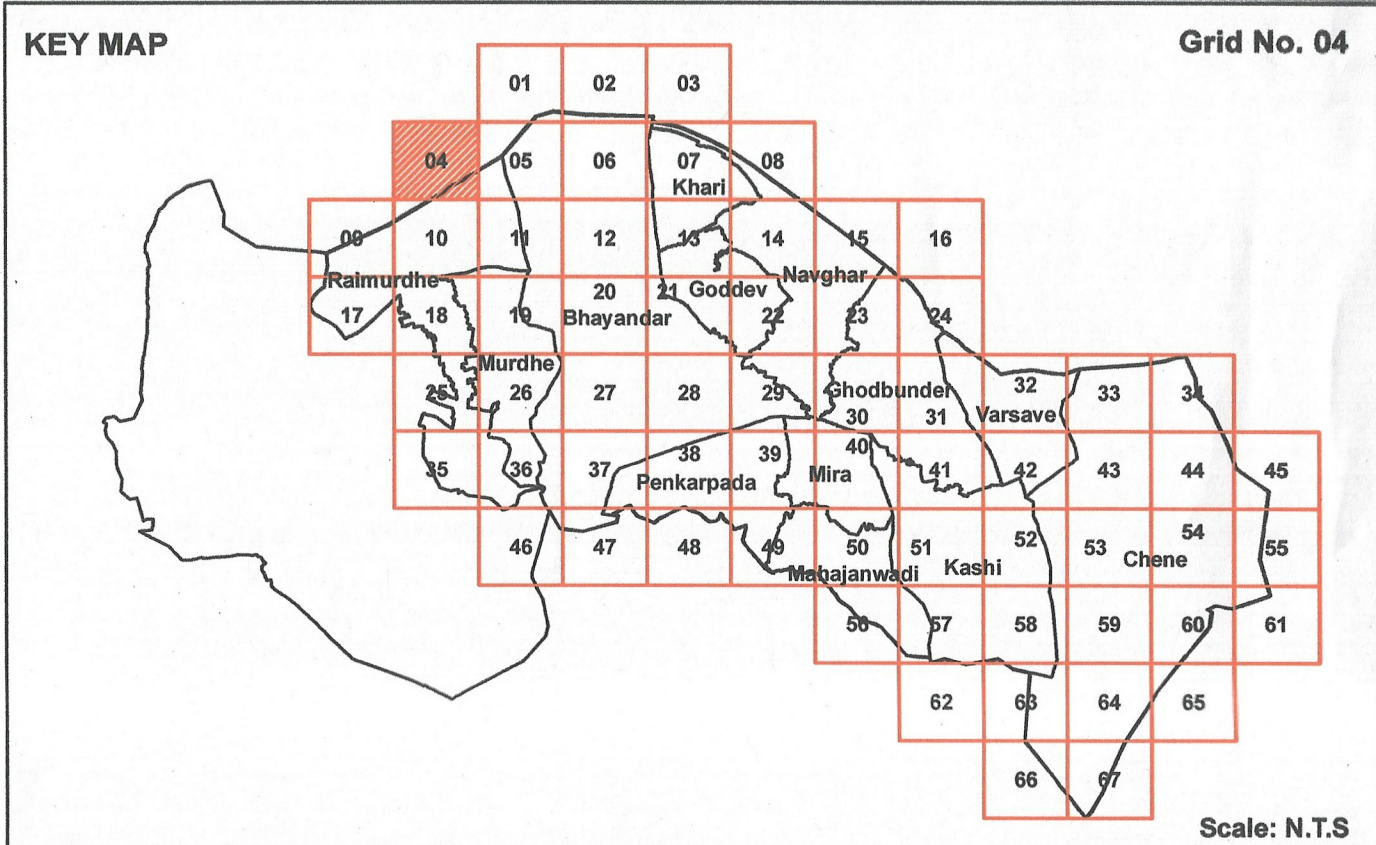 KEY MAP
Grid No. 04
01 02 03
04 05 06 07 08
Khari
09 10 11 12 13 14 15 16
Raimurdhe Goddev Navghar
17 18 19 20 21 22 23 24
Bhayandar
Murdhe
25 26 27 28 29 30 31 32 33 34
Ghodbunder Varsave
35 36 37 38 39 40 41 42 43 44 45
Penkarpada Mira
46 47 48 49 50 51 52 53 54 55
Mahajanwadi Kashi Chene
56 57 58 59 60 61
62 63 64 65
66 67
Scale: N.T.S